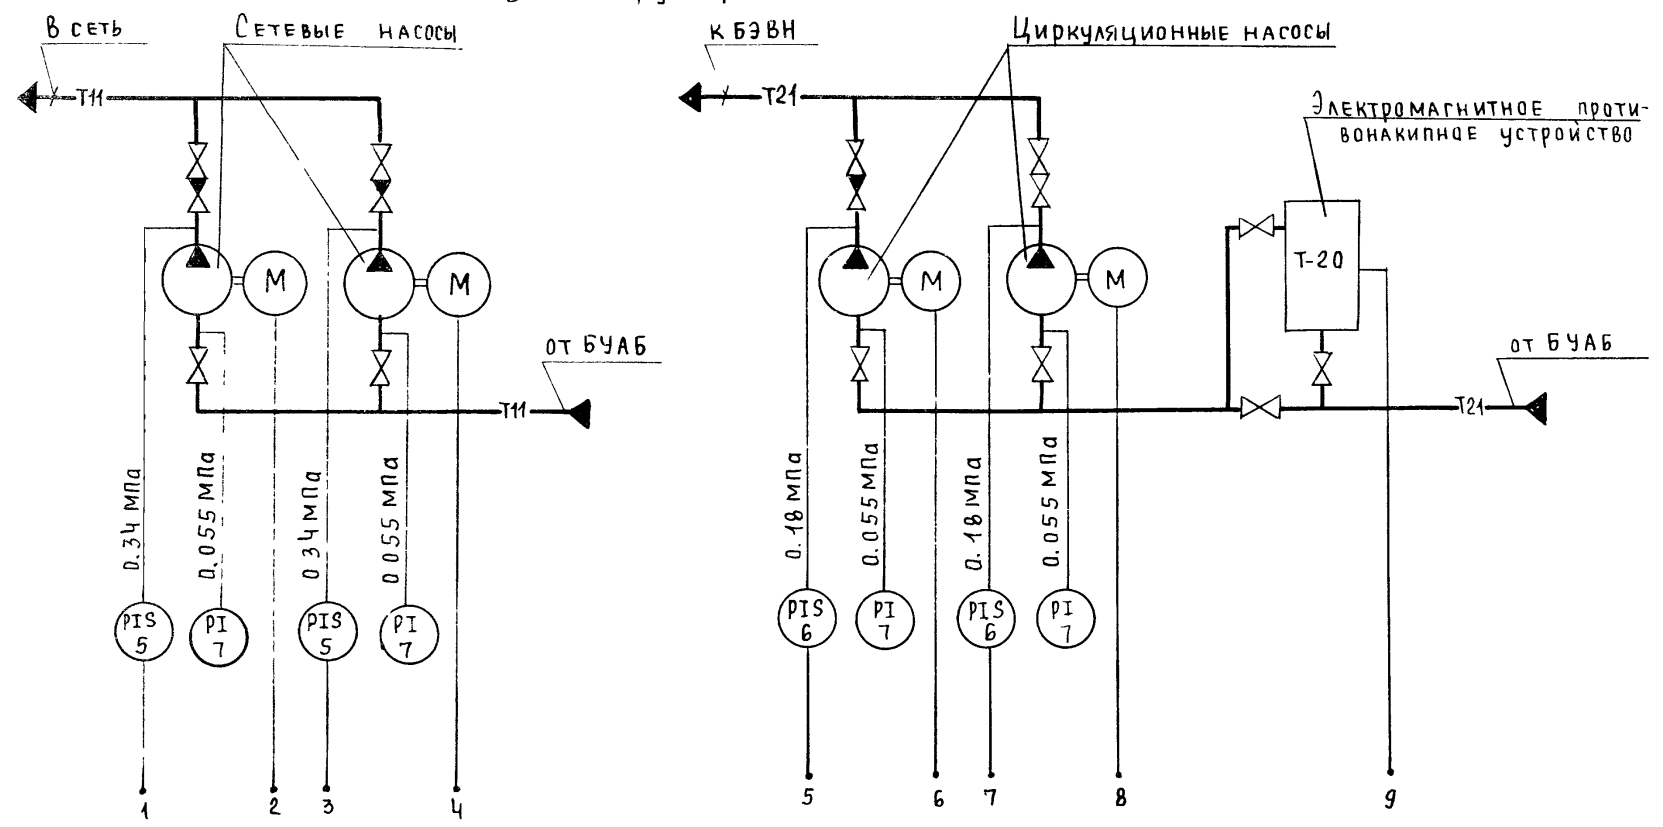 В СЕТЬ
СЕТЕВЫЕ НАСОСЫ
К БЭВН
ЦИРКУЛЯЦИОННЫЕ НАСОСЫ
Т11
Т21
ЭЛЕКТРОМАГНИТНОЕ ПРОТИ-
ВОНАКИПНОЕ УСТРОЙСТВО
М
М
М
М
Т-20
ОТ БУАБ
ОТ БУАБ
Т11
Т21
0.34 МПа
0.055 МПа
0.34 МПа
0.055 МПа
0.18 МПа
0.055 МПа
0.18 МПа
0.055 МПа
PIS
5
PI
7
PIS
5
PI
7
PIS
6
PI
7
PIS
6
PI
7
1
2
3
4
5
6
7
8
9